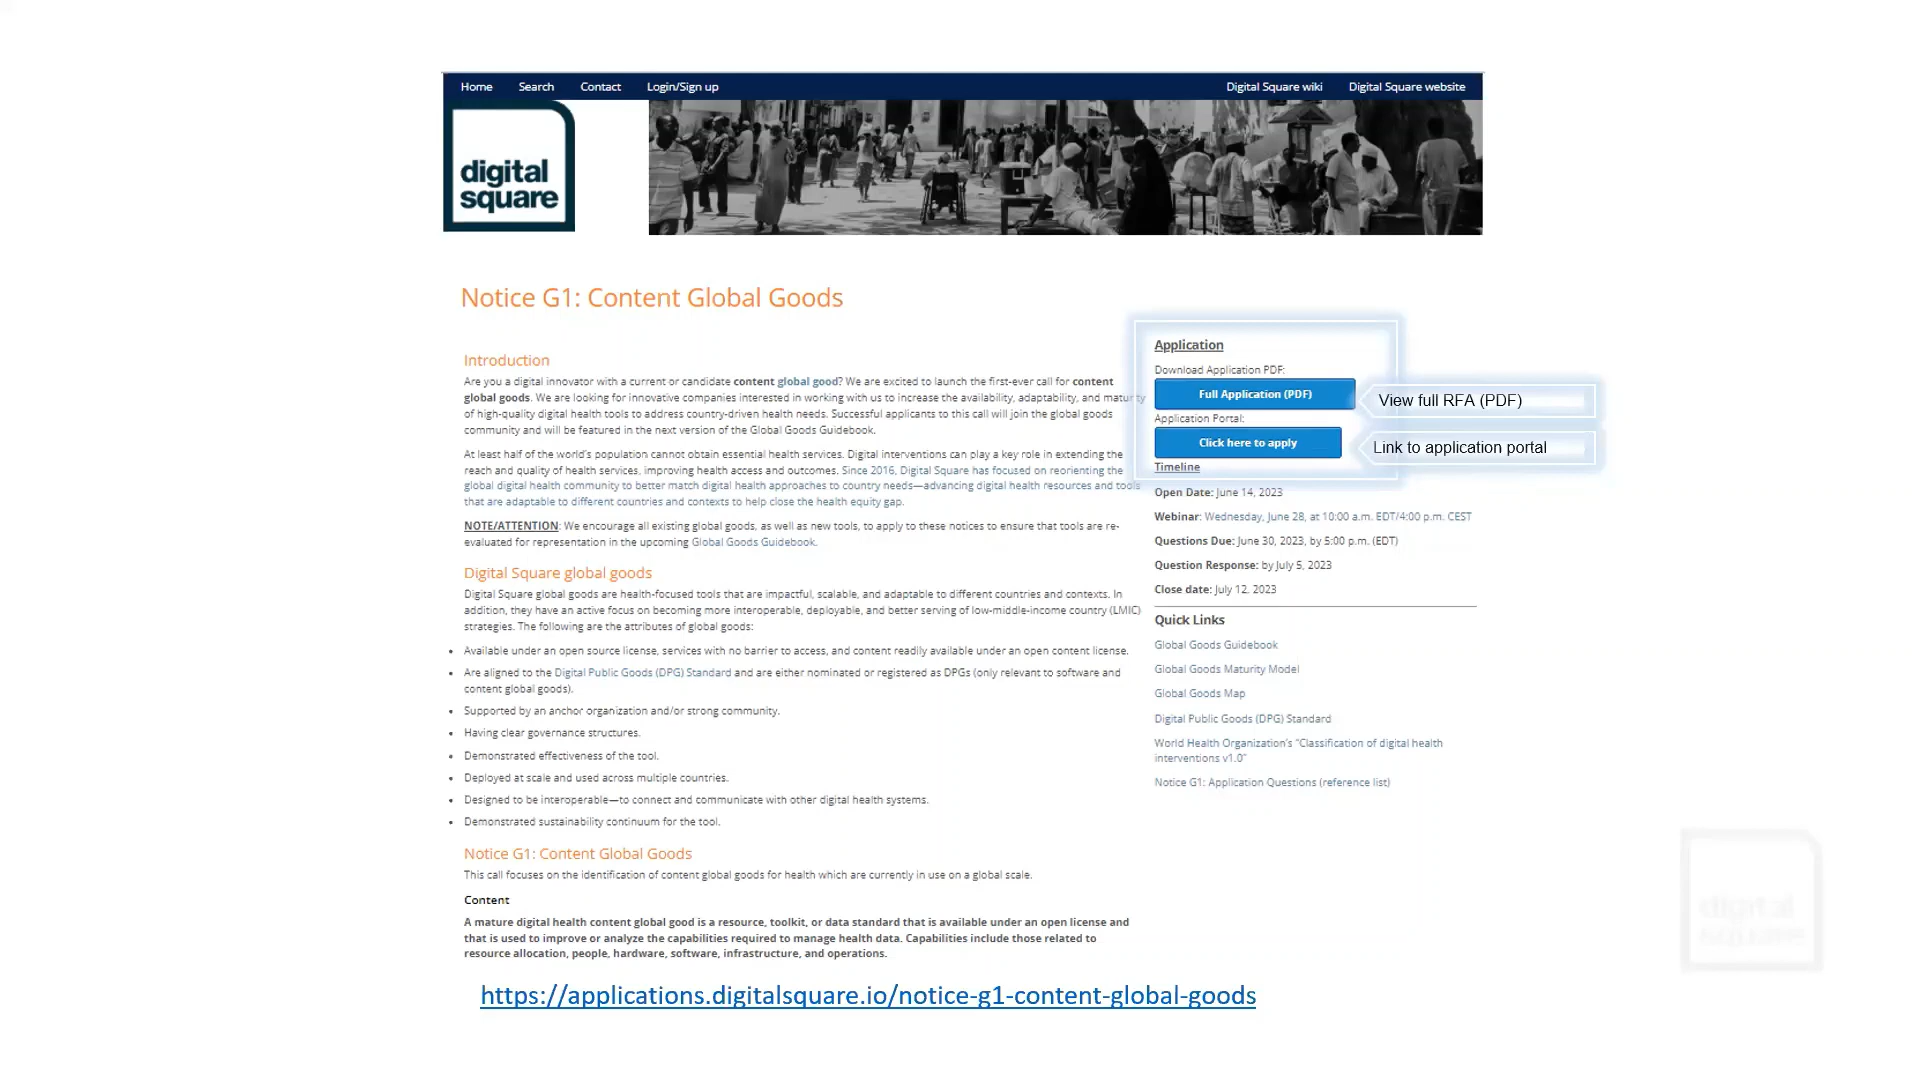 Home Search Contact Login/Sign up Digital Square wiki Digital Square website
digital
square
Notice G1: Content Global Goods
Introduction
Are you a digital innovator with a current or candidate content global good? We are excited to launch the first-ever call for content
global goods. We are looking for innovative companies interested in working with us to increase the availability, adaptability, and maturity
of high-quality digital health tools to address country-driven health needs. Successful applicants to this call will join the global goods
community and will be featured in the next version of the Global Goods Guidebook.
At least half of the world's population cannot obtain essential health services. Digital interventions can play a key role in extending the
reach and quality of health services, improving health access and outcomes. Since 2016, Digital Square has focused on reorienting the
global digital health community to better match digital health approaches to country needs—advancing digital health resources and tools
that are adaptable to different countries and contexts to help close the health equity gap.
NOTE/ATTENTION: We encourage all existing global goods, as well as new tools, to apply to these notices to ensure that tools are re-
evaluated for representation in the upcoming Global Goods Guidebook.
Digital Square global goods
Digital Square global goods are health-focused tools that are impactful, scalable, and adaptable to different countries and contexts. In
addition, they have an active focus on becoming more interoperable, deployable, and better serving of low-middle-income country (LMIC)
strategies. The following are the attributes of global goods:
• Available under an open source license, services with no barrier to access, and content readily available under an open content license.
• Are aligned to the Digital Public Goods (DPG) Standard and are either nominated or registered as DPGs (only relevant to software and
content global goods).
• Supported by an anchor organization and/or strong community.
• Having clear governance structures.
• Demonstrated effectiveness of the tool.
• Deployed at scale and used across multiple countries.
• Designed to be interoperable—to connect and communicate with other digital health systems.
• Demonstrated sustainability continuum for the tool.
Notice G1: Content Global Goods
This call focuses on the identification of content global goods for health which are currently in use on a global scale.
Content
A mature digital health content global good is a resource, toolkit, or data standard that is available under an open license and
that is used to improve or analyze the capabilities required to manage health data. Capabilities include those related to
resource allocation, people, hardware, software, infrastructure, and operations.
Application
Download Application PDF:
Full Application (PDF)
View full RFA (PDF)
Application Portal:
Click here to apply
Link to application portal
Timeline
Open Date: June 14, 2023
Webinar: Wednesday, June 28, at 10:00 a.m. EDT/4:00 p.m. CEST
Questions Due: June 30, 2023, by 5:00 p.m. (EDT)
Question Response: by July 5, 2023
Close date: July 12, 2023
Quick Links
Global Goods Guidebook
Global Goods Maturity Model
Global Goods Map
Digital Public Goods (DPG) Standard
World Health Organization's "Classification of digital health
interventions v1.0"
Notice G1: Application Questions (reference list)
https://applications.digitalsquare.io/notice-g1-content-global-goods
digital
square